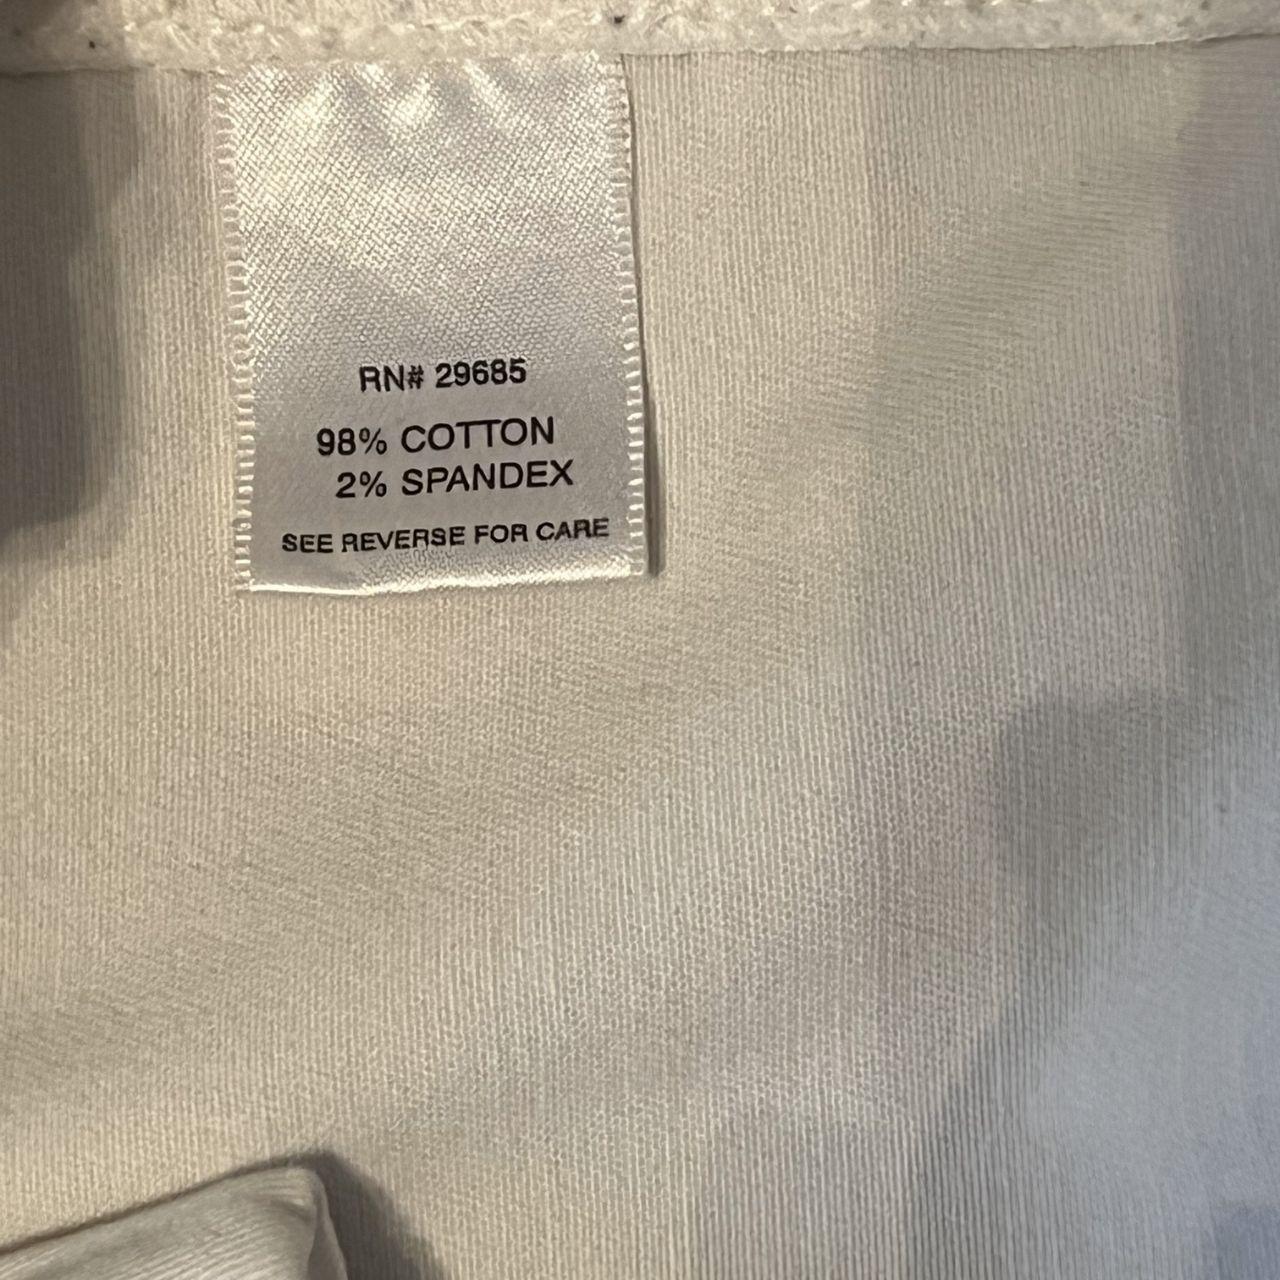 RN# 29685
98% COTTON
2% SPANDEX
SEE REVERSE FOR CARE